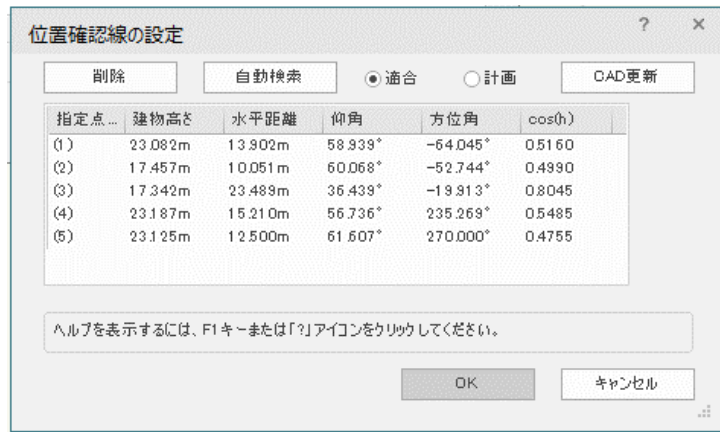 位置確認線の設定 ? ×
削除 自動検索 適合 計画 CAD更新
指定点... 建物高さ 水平距離 仰角 方位角 cos(h)
(1) 23.082m 13.902m 58.939° -64.045° 0.5160
(2) 17.457m 10.051m 60.068° -52.744° 0.4990
(3) 17.342m 23.489m 36.439° -19.913° 0.8045
(4) 23.187m 15.210m 56.736° 235.269° 0.5485
(5) 23.125m 12.500m 61.607° 270.000° 0.4755
ヘルプを表示するには、F1キーまたは「?」アイコンをクリックしてください。
OK キャンセル